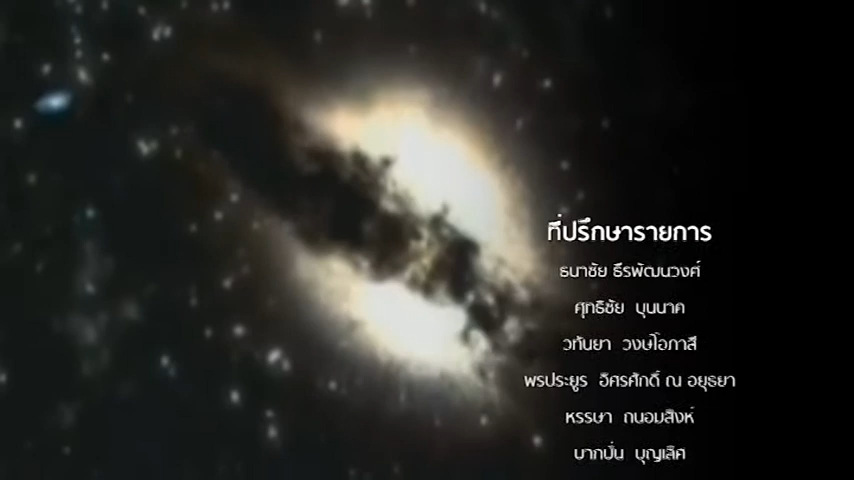 ที่ปรึกษารายการ
ธนาชัย ธีรพัฒนวงศ์
ศุทธิชัย บุนนาค
วทันยา วงษ์โอภาสี
พรประยูร อิศรศักดิ์ ณ อยุธยา
หรรษา ถนอมสิงห์
บากบั่น บุญเลิศ